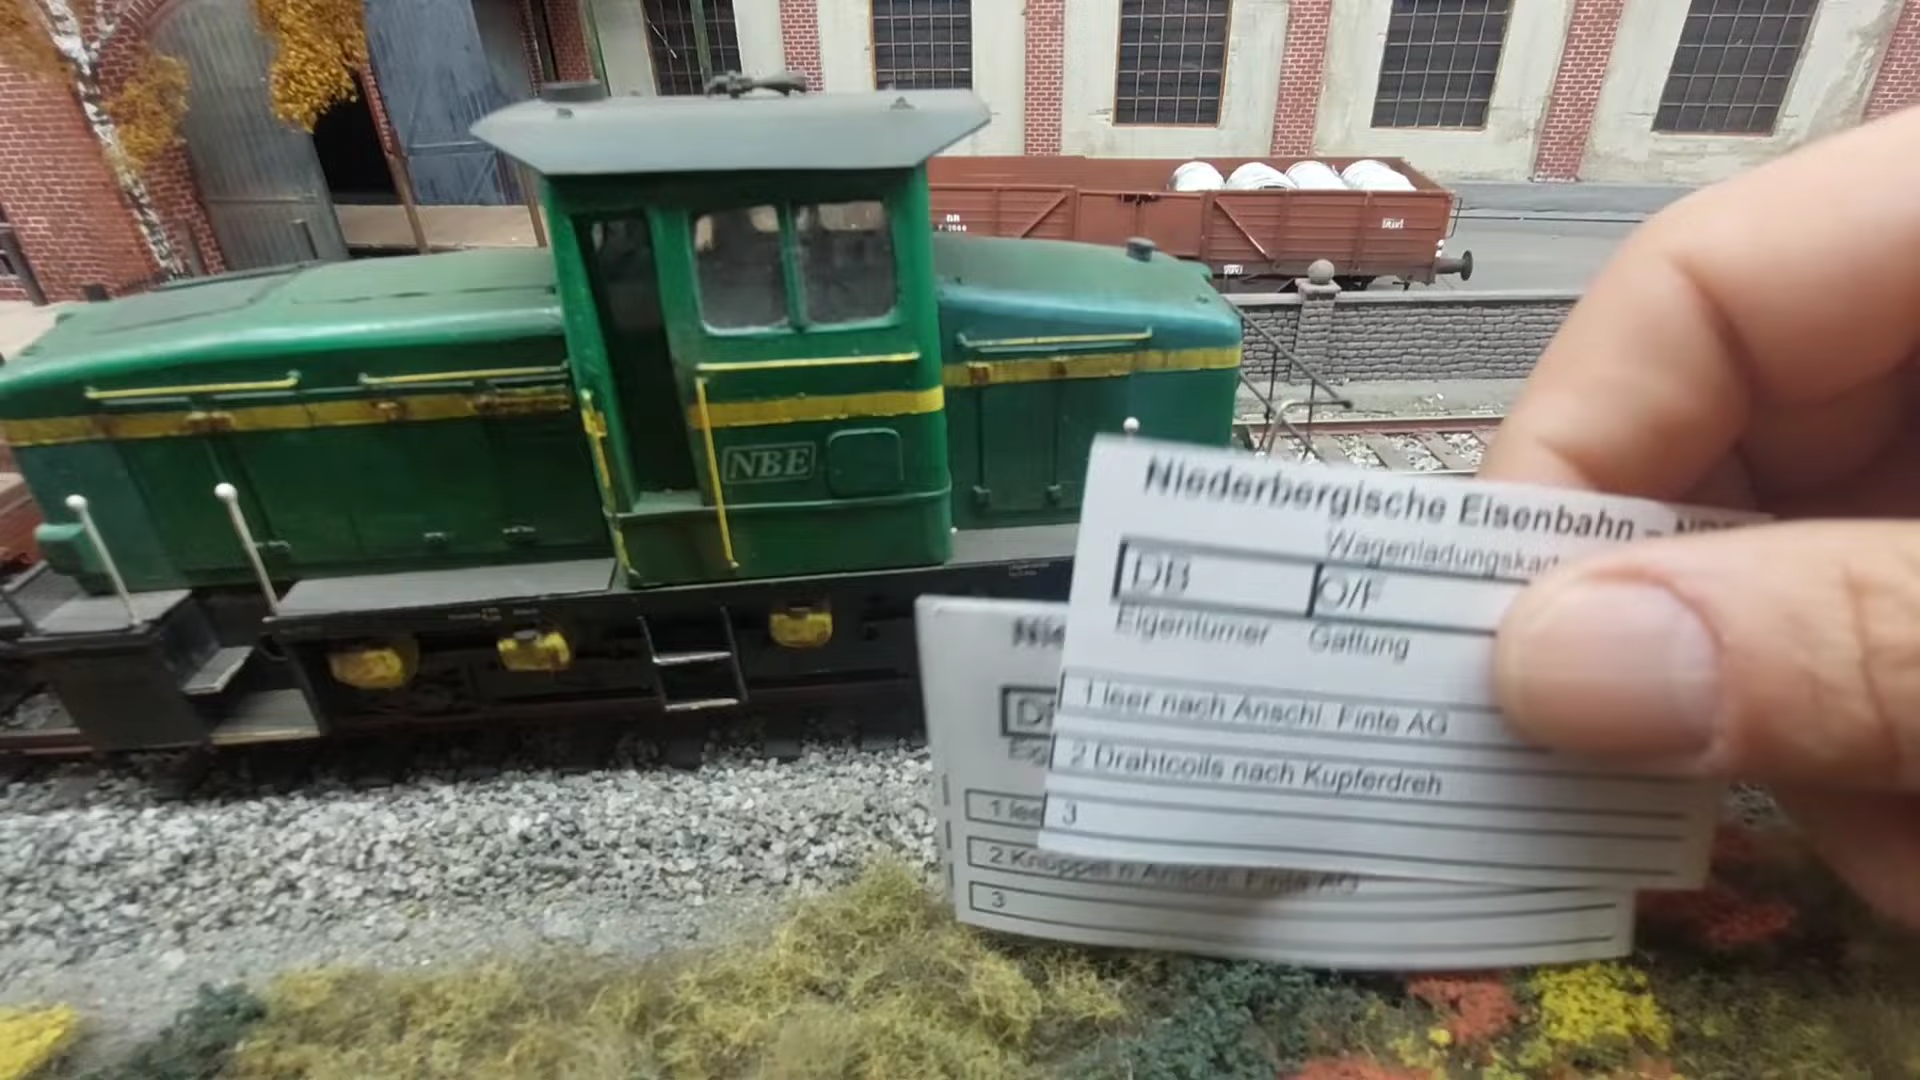 DB
NBE
Niederbergische Eisenbahn –
Wagenladungskart
DB O/F
Eigentümer Gattung
1 leer nach Anschl. Finte AG
2 Drahtcoils nach Kupferdreh
3
2 Knüppel n Anschl. Finte AG
3